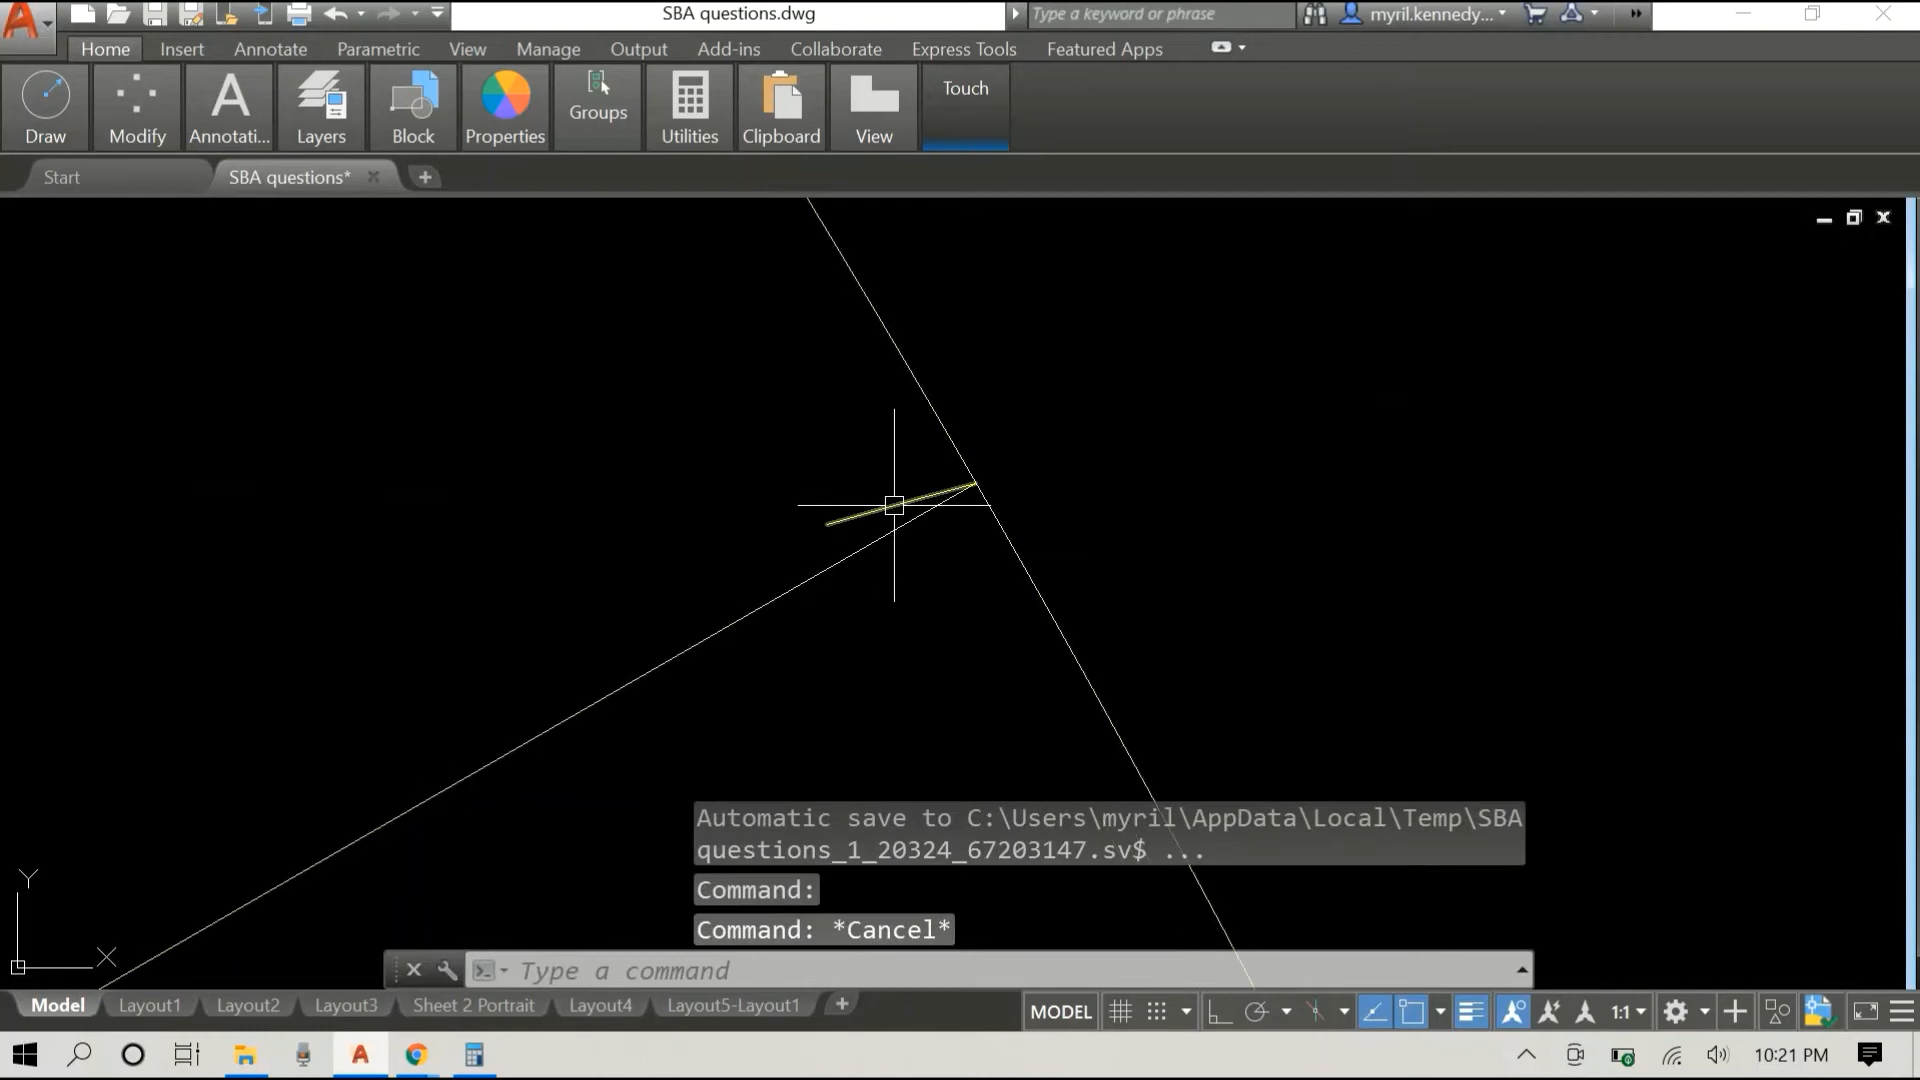 SBA questions.dwg
Type a keyword or phrase
myril.kennedy...
Home Insert Annotate Parametric View Manage Output Add-ins Collaborate Express Tools Featured Apps
Draw Modify Annotati... Layers Block Properties Groups Utilities Clipboard View Touch
Start SBA questions*
Automatic save to C:\Users\myril\AppData\Local\Temp\SBA
questions_1_20324_67203147.sv$ ...
Command:
Command: *Cancel*
Y
X
Type a command
Model Layout1 Layout2 Layout3 Sheet 2 Portrait Layout4 Layout5-Layout1 MODEL 1:1
10:21 PM